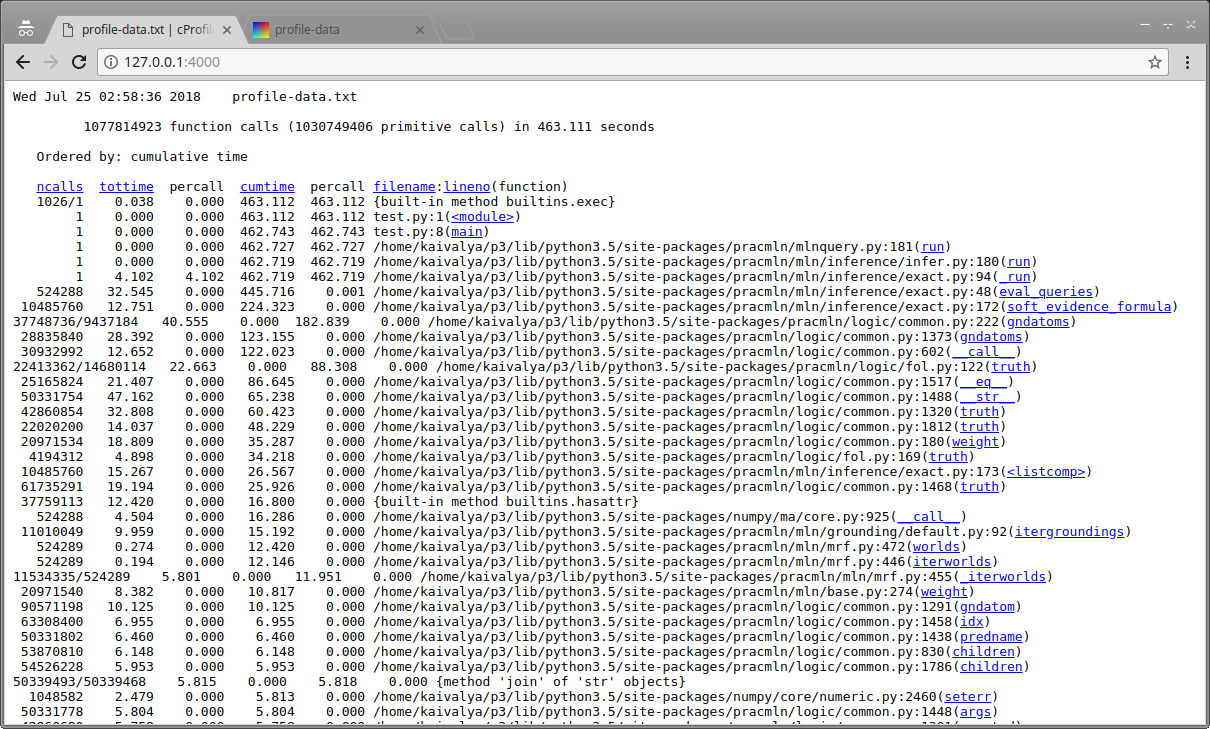 profile-data.txt | cProfil
profile-data
127.0.0.1:4000
Wed Jul 25 02:58:36 2018    profile-data.txt
1077814923 function calls (1030749406 primitive calls) in 463.111 seconds
Ordered by: cumulative time
ncalls  tottime  percall  cumtime  percall filename:lineno(function)
1026/1    0.038    0.000  463.112  463.112 {built-in method builtins.exec}
1    0.000    0.000  463.112  463.112 test.py:1(<module>)
1    0.000    0.000  462.743  462.743 test.py:8(main)
1    0.000    0.000  462.727  462.727 /home/kaivalya/p3/lib/python3.5/site-packages/pracmln/mlnquery.py:181(run)
1    0.000    0.000  462.719  462.719 /home/kaivalya/p3/lib/python3.5/site-packages/pracmln/mln/inference/infer.py:180(run)
1    4.102    4.102  462.719  462.719 /home/kaivalya/p3/lib/python3.5/site-packages/pracmln/mln/inference/exact.py:94(_run)
524288   32.545    0.000  445.716    0.001 /home/kaivalya/p3/lib/python3.5/site-packages/pracmln/mln/inference/exact.py:48(eval_queries)
10485760   12.751    0.000  224.323    0.000 /home/kaivalya/p3/lib/python3.5/site-packages/pracmln/mln/inference/exact.py:172(soft_evidence_formula)
37748736/9437184   40.555    0.000  182.839    0.000 /home/kaivalya/p3/lib/python3.5/site-packages/pracmln/logic/common.py:222(gndatoms)
28835840   28.392    0.000  123.155    0.000 /home/kaivalya/p3/lib/python3.5/site-packages/pracmln/logic/common.py:1373(gndatoms)
30932992   12.652    0.000  122.023    0.000 /home/kaivalya/p3/lib/python3.5/site-packages/pracmln/logic/common.py:602(__call__)
22413362/14680114   22.663    0.000   88.308    0.000 /home/kaivalya/p3/lib/python3.5/site-packages/pracmln/logic/fol.py:122(truth)
25165824   21.407    0.000   86.645    0.000 /home/kaivalya/p3/lib/python3.5/site-packages/pracmln/logic/common.py:1517(__eq__)
50331754   47.162    0.000   65.238    0.000 /home/kaivalya/p3/lib/python3.5/site-packages/pracmln/logic/common.py:1488(__str__)
42860854   32.808    0.000   60.423    0.000 /home/kaivalya/p3/lib/python3.5/site-packages/pracmln/logic/common.py:1320(truth)
22020200   14.037    0.000   48.229    0.000 /home/kaivalya/p3/lib/python3.5/site-packages/pracmln/logic/common.py:1812(truth)
20971534   18.809    0.000   35.287    0.000 /home/kaivalya/p3/lib/python3.5/site-packages/pracmln/logic/common.py:180(weight)
4194312    4.898    0.000   34.218    0.000 /home/kaivalya/p3/lib/python3.5/site-packages/pracmln/logic/fol.py:169(truth)
10485760   15.267    0.000   26.567    0.000 /home/kaivalya/p3/lib/python3.5/site-packages/pracmln/mln/inference/exact.py:173(<listcomp>)
61735291   19.194    0.000   25.926    0.000 /home/kaivalya/p3/lib/python3.5/site-packages/pracmln/logic/common.py:1468(truth)
37759113   12.420    0.000   16.800    0.000 {built-in method builtins.hasattr}
524288    4.504    0.000   16.286    0.000 /home/kaivalya/p3/lib/python3.5/site-packages/numpy/ma/core.py:925(__call__)
11010049    9.959    0.000   15.192    0.000 /home/kaivalya/p3/lib/python3.5/site-packages/pracmln/mln/grounding/default.py:92(itergroundings)
524289    0.274    0.000   12.420    0.000 /home/kaivalya/p3/lib/python3.5/site-packages/pracmln/mln/mrf.py:472(worlds)
524289    0.194    0.000   12.146    0.000 /home/kaivalya/p3/lib/python3.5/site-packages/pracmln/mln/mrf.py:446(iterworlds)
11534335/524289    5.801    0.000   11.951    0.000 /home/kaivalya/p3/lib/python3.5/site-packages/pracmln/mln/mrf.py:455(_iterworlds)
20971540    8.382    0.000   10.817    0.000 /home/kaivalya/p3/lib/python3.5/site-packages/pracmln/mln/base.py:274(weight)
90571198   10.125    0.000   10.125    0.000 /home/kaivalya/p3/lib/python3.5/site-packages/pracmln/logic/common.py:1291(gndatom)
63308400    6.955    0.000    6.955    0.000 /home/kaivalya/p3/lib/python3.5/site-packages/pracmln/logic/common.py:1458(idx)
50331802    6.460    0.000    6.460    0.000 /home/kaivalya/p3/lib/python3.5/site-packages/pracmln/logic/common.py:1438(predname)
53870810    6.148    0.000    6.148    0.000 /home/kaivalya/p3/lib/python3.5/site-packages/pracmln/logic/common.py:830(children)
54526228    5.953    0.000    5.953    0.000 /home/kaivalya/p3/lib/python3.5/site-packages/pracmln/logic/common.py:1786(children)
50339493/50339468    5.815    0.000    5.818    0.000 {method 'join' of 'str' objects}
1048582    2.479    0.000    5.813    0.000 /home/kaivalya/p3/lib/python3.5/site-packages/numpy/core/numeric.py:2460(seterr)
50331778    5.804    0.000    5.804    0.000 /home/kaivalya/p3/lib/python3.5/site-packages/pracmln/logic/common.py:1448(args)